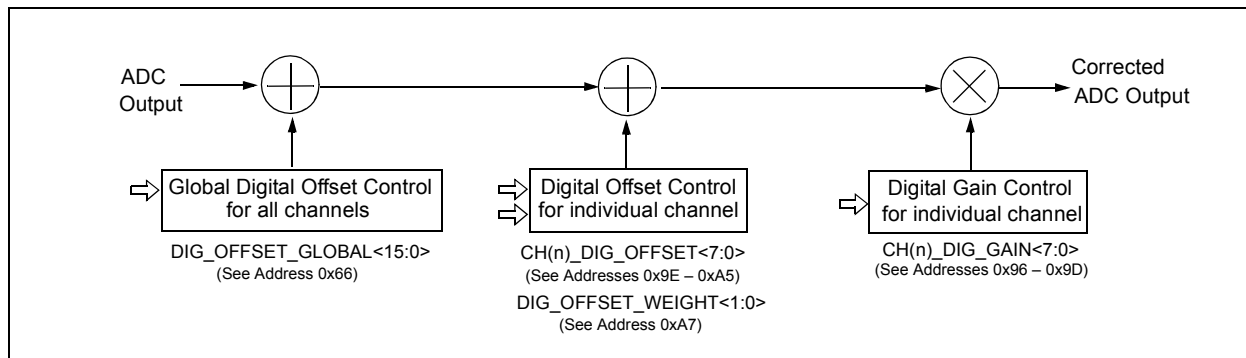 ADC
Output
Corrected
ADC Output
Global Digital Offset Control
for all channels
DIG_OFFSET_GLOBAL<15:0>
(See Address 0x66)
Digital Offset Control
for individual channel
CH(n)_DIG_OFFSET<7:0>
(See Addresses 0x9E – 0xA5)
DIG_OFFSET_WEIGHT<1:0>
(See Address 0xA7)
Digital Gain Control
for individual channel
CH(n)_DIG_GAIN<7:0>
(See Addresses 0x96 – 0x9D)